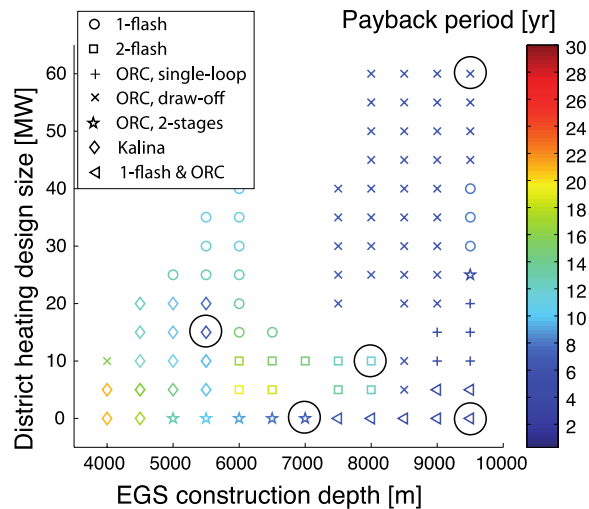 Payback period [yr]
1-flash
2-flash
ORC, single-loop
ORC, draw-off
ORC, 2-stages
Kalina
1-flash & ORC
District heating design size [MW]
60
50
40
30
20
10
0
4000 5000 6000 7000 8000 9000 10000
EGS construction depth [m]
30
28
26
24
22
20
18
16
14
12
10
8
6
4
2